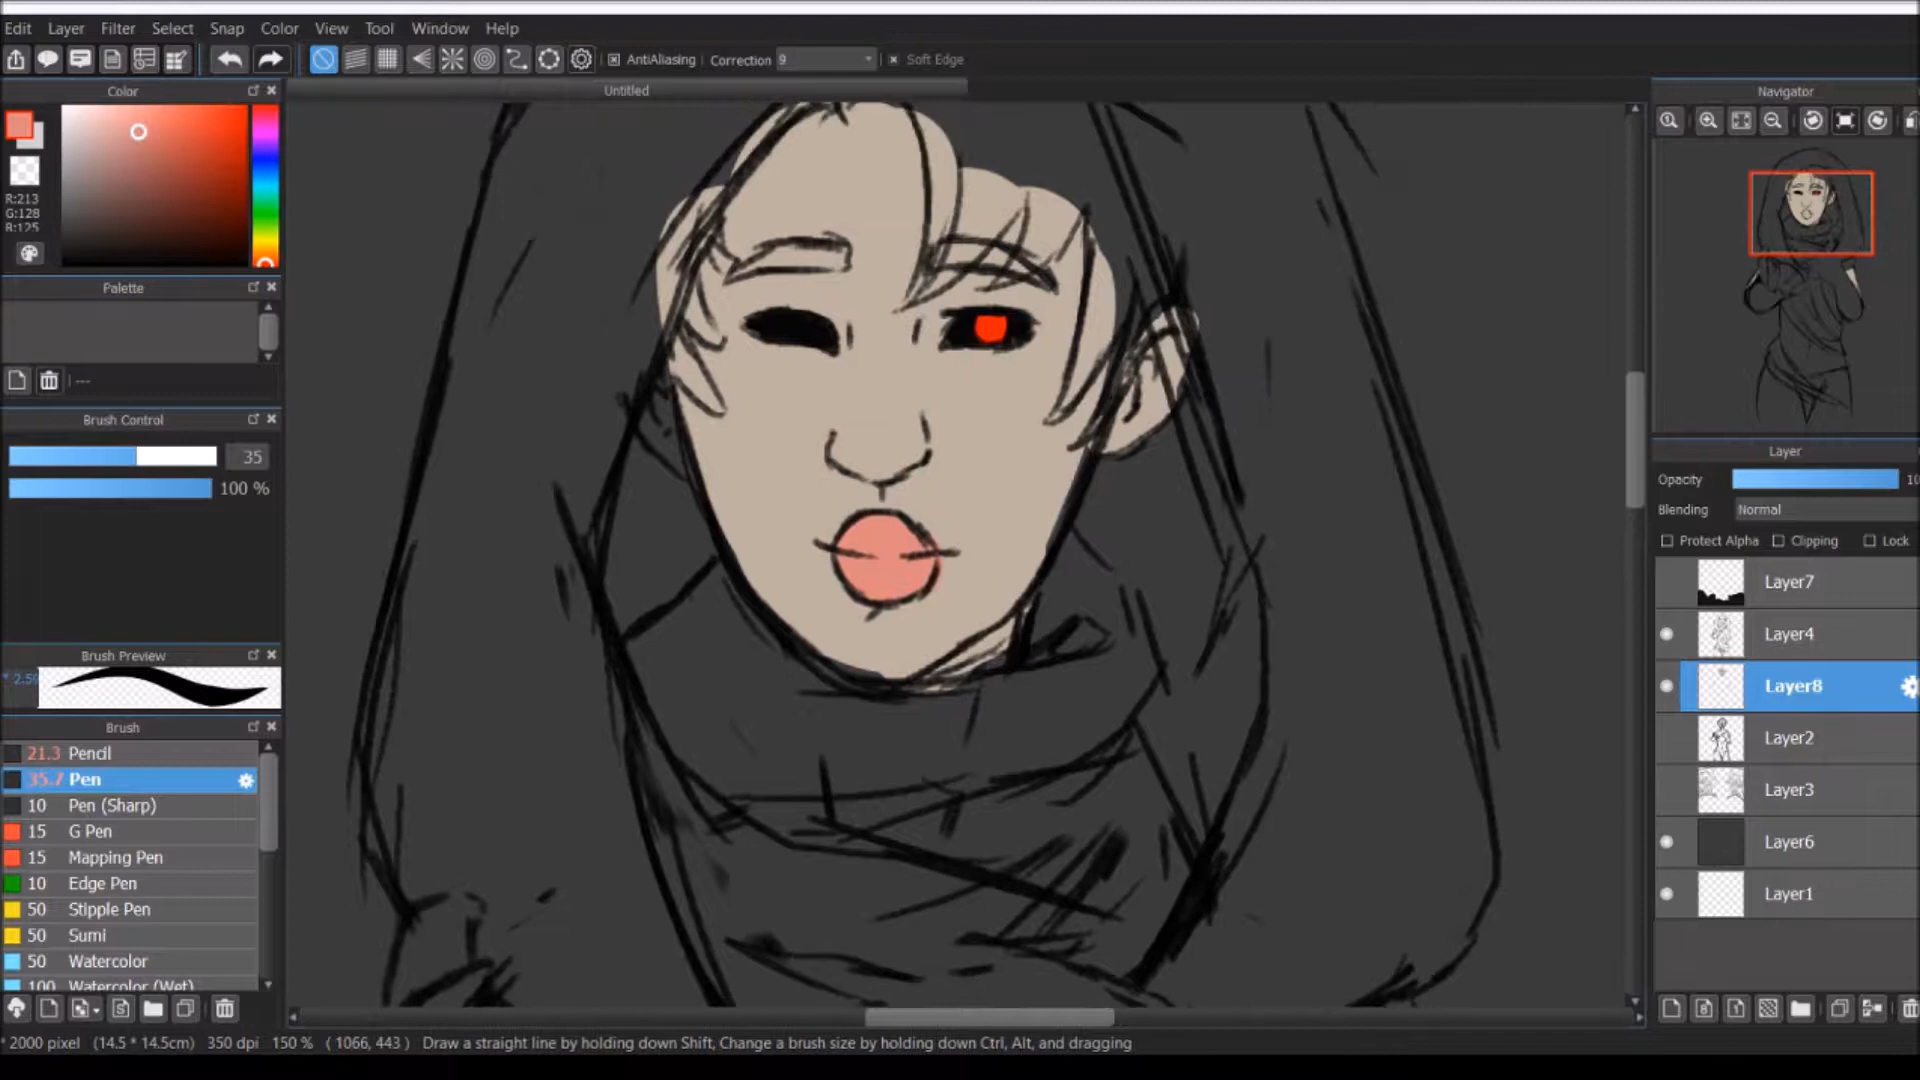 Edit Layer Filter Select Snap Color View Tool Window Help
AntiAliasing Correction 9 Soft Edge
Color
Untitled
Navigator
R:213
G:128
B:125
Palette
---
Brush Control
35
100 %
Brush Preview
Brush
21.3 Pencil
35.7 Pen
10 Pen (Sharp)
15 G Pen
15 Mapping Pen
10 Edge Pen
50 Stipple Pen
50 Sumi
50 Watercolor
100 Watercolor (Wet)
Layer
Opacity
Blending Normal
Protect Alpha Clipping Lock
Layer7
Layer4
Layer8
Layer2
Layer3
Layer6
Layer1
* 2000 pixel (14.5 * 14.5cm) 350 dpi 150 % ( 1066, 443 ) Draw a straight line by holding down Shift, Change a brush size by holding down Ctrl, Alt, and dragging